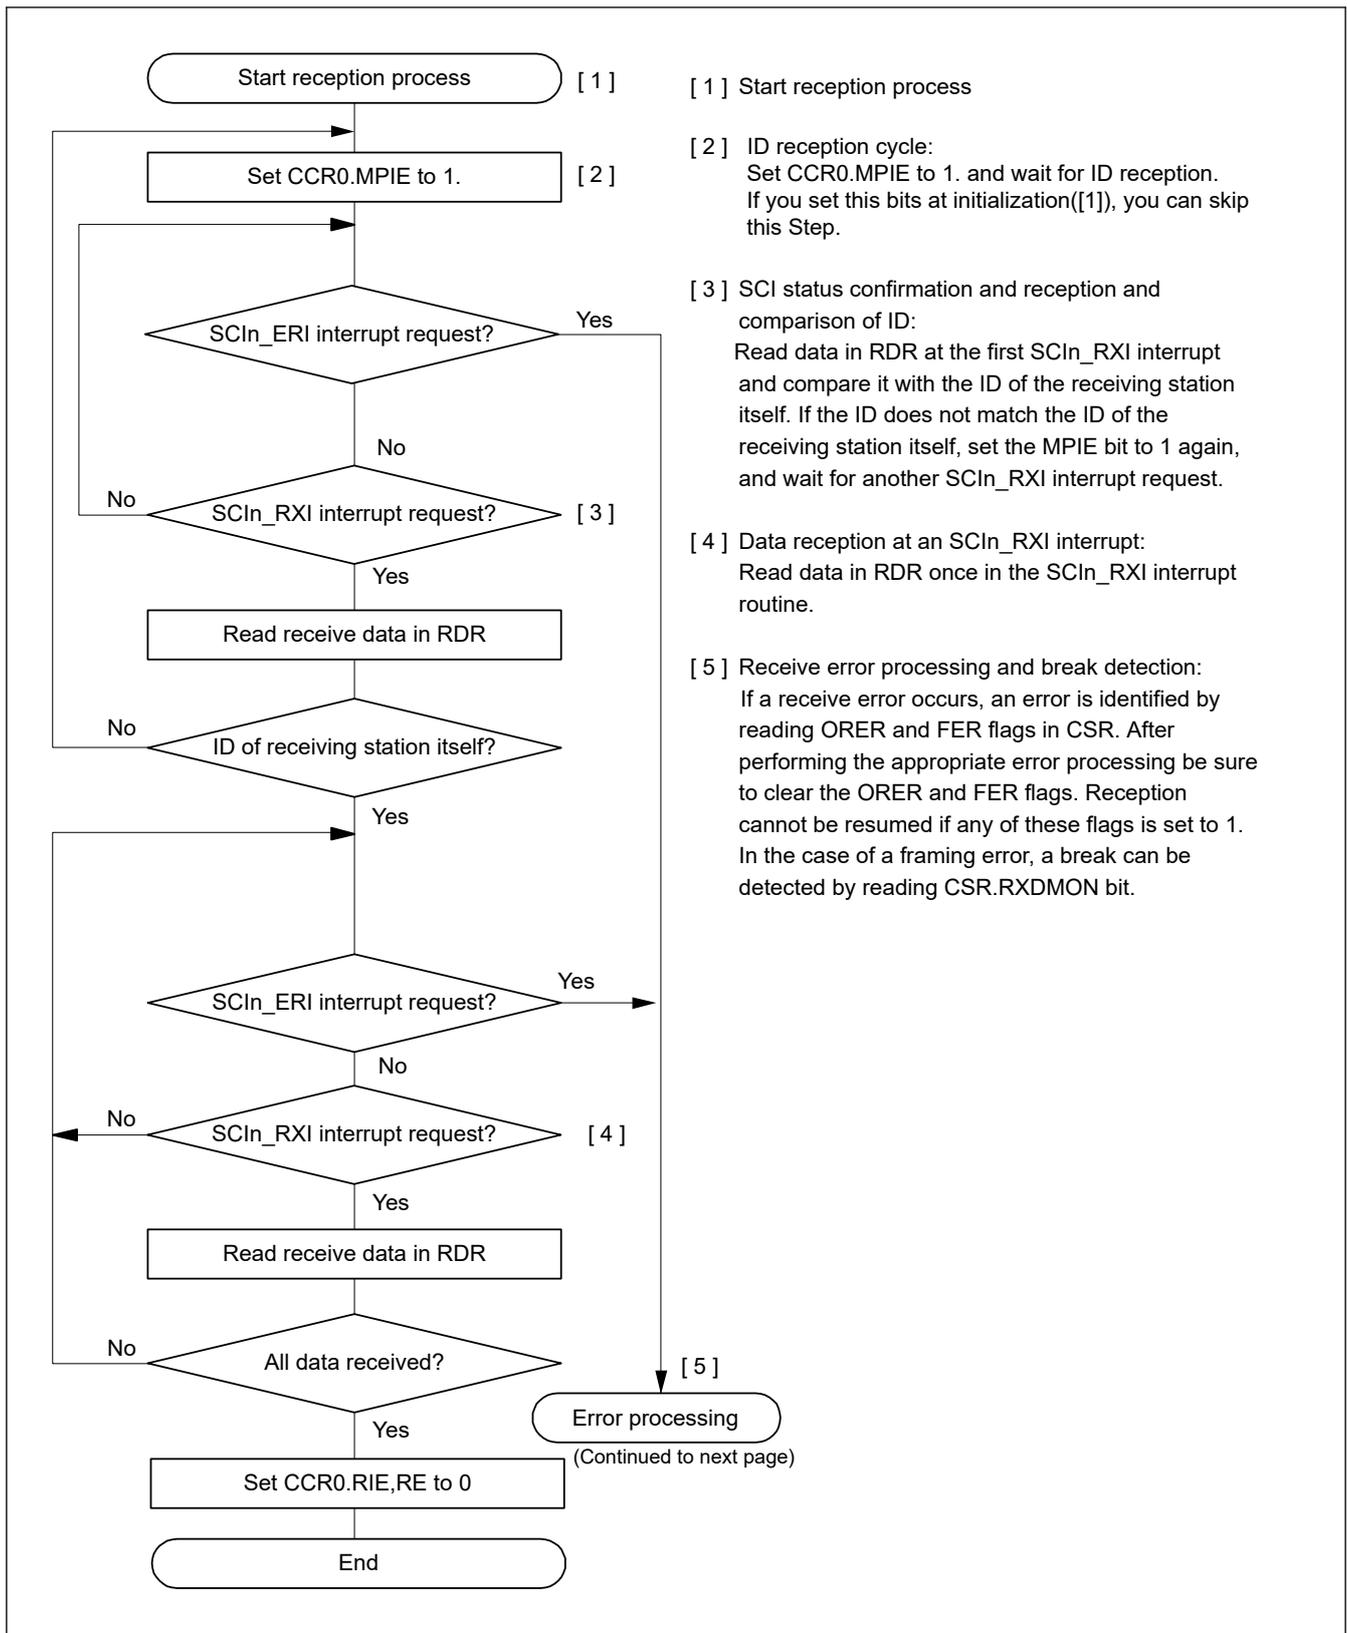 Start reception process
[ 1 ]
Set CCR0.MPIE to 1.
[ 2 ]
SCIn_ERI interrupt request?
Yes
No
SCIn_RXI interrupt request?
No
[ 3 ]
Yes
Read receive data in RDR
No
ID of receiving station itself?
Yes
SCIn_ERI interrupt request?
Yes
No
No
SCIn_RXI interrupt request?
[ 4 ]
Yes
Read receive data in RDR
No
All data received?
Yes
[ 5 ]
Error processing
(Continued to next page)
Set CCR0.RIE,RE to 0
End
[ 1 ] Start reception process
[ 2 ] ID reception cycle:
Set CCR0.MPIE to 1. and wait for ID reception.
If you set this bits at initialization([1]), you can skip
this Step.
[ 3 ] SCI status confirmation and reception and
comparison of ID:
Read data in RDR at the first SCIn_RXI interrupt
and compare it with the ID of the receiving station
itself. If the ID does not match the ID of the
receiving station itself, set the MPIE bit to 1 again,
and wait for another SCIn_RXI interrupt request.
[ 4 ] Data reception at an SCIn_RXI interrupt:
Read data in RDR once in the SCIn_RXI interrupt
routine.
[ 5 ] Receive error processing and break detection:
If a receive error occurs, an error is identified by
reading ORER and FER flags in CSR. After
performing the appropriate error processing be sure
to clear the ORER and FER flags. Reception
cannot be resumed if any of these flags is set to 1.
In the case of a framing error, a break can be
detected by reading CSR.RXDMON bit.